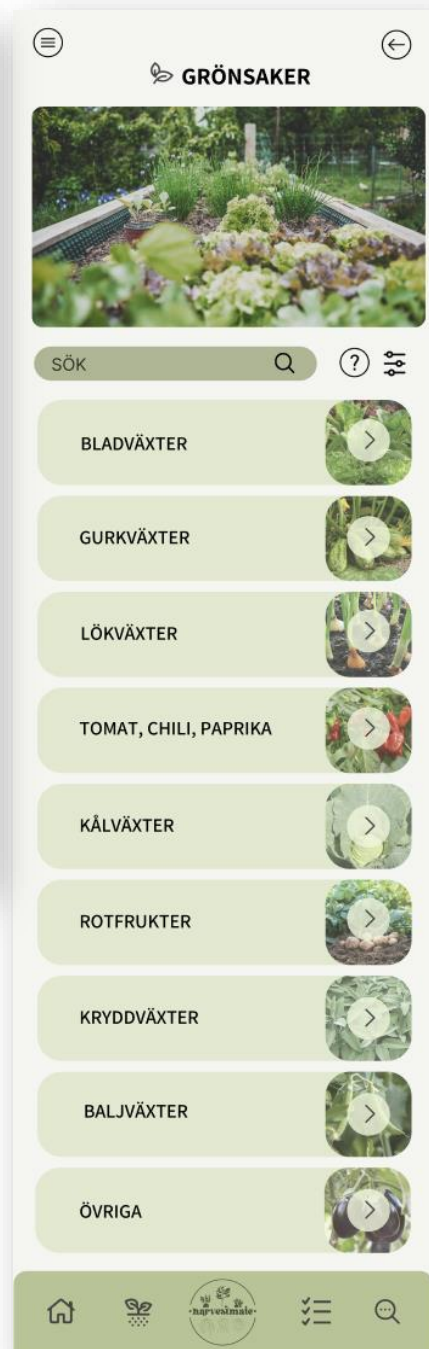 GRÖNSAKER
SÖK
?
BLADVÄXTER
GURKVÄXTER
LÖKVÄXTER
TOMAT, CHILI, PAPRIKA
KÅLVÄXTER
ROTFRUKTER
KRYDDVÄXTER
BALJVÄXTER
ÖVRIGA
harvestmate